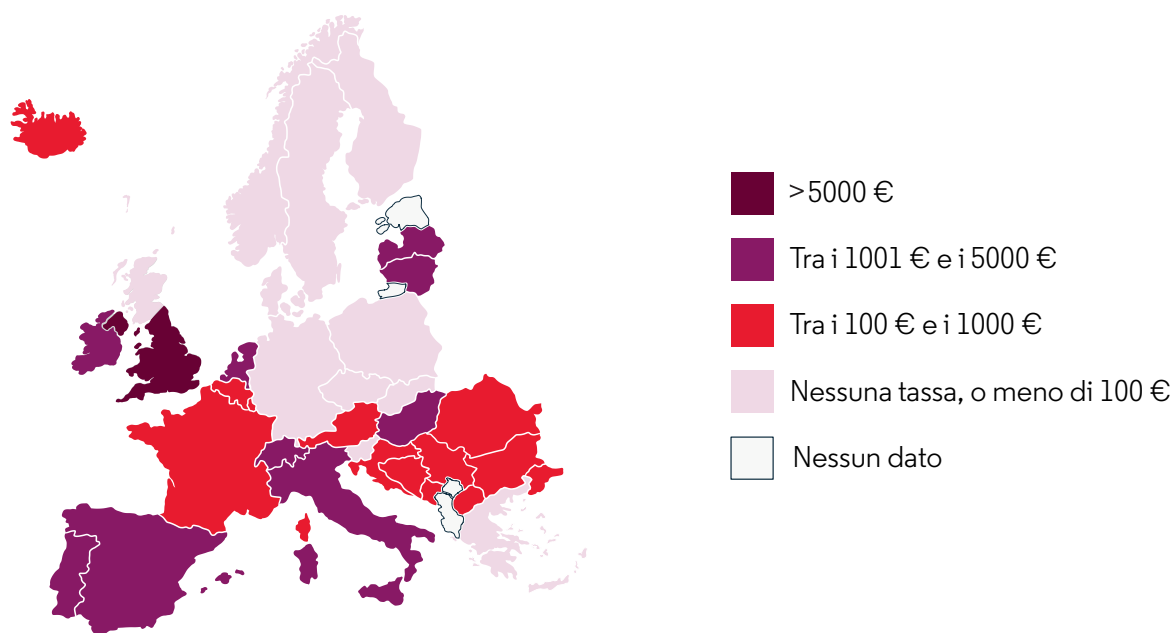 >5000 €
Tra i 1001 € e i 5000 €
Tra i 100 € e i 1000 €
Nessuna tassa, o meno di 100 €
Nessun dato